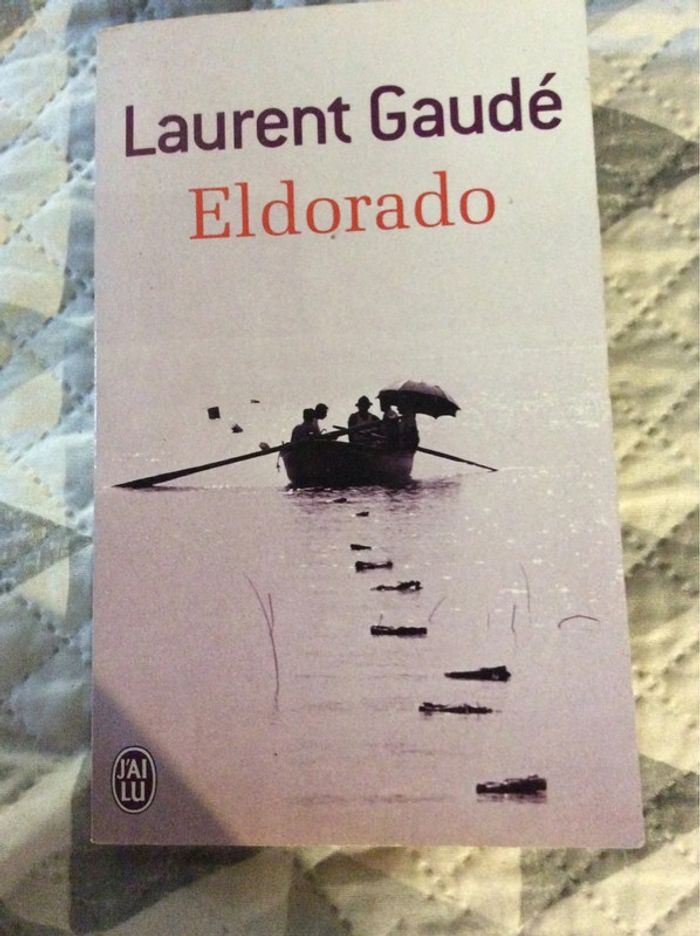 Laurent Gaudé
Eldorado
J'AI
LU